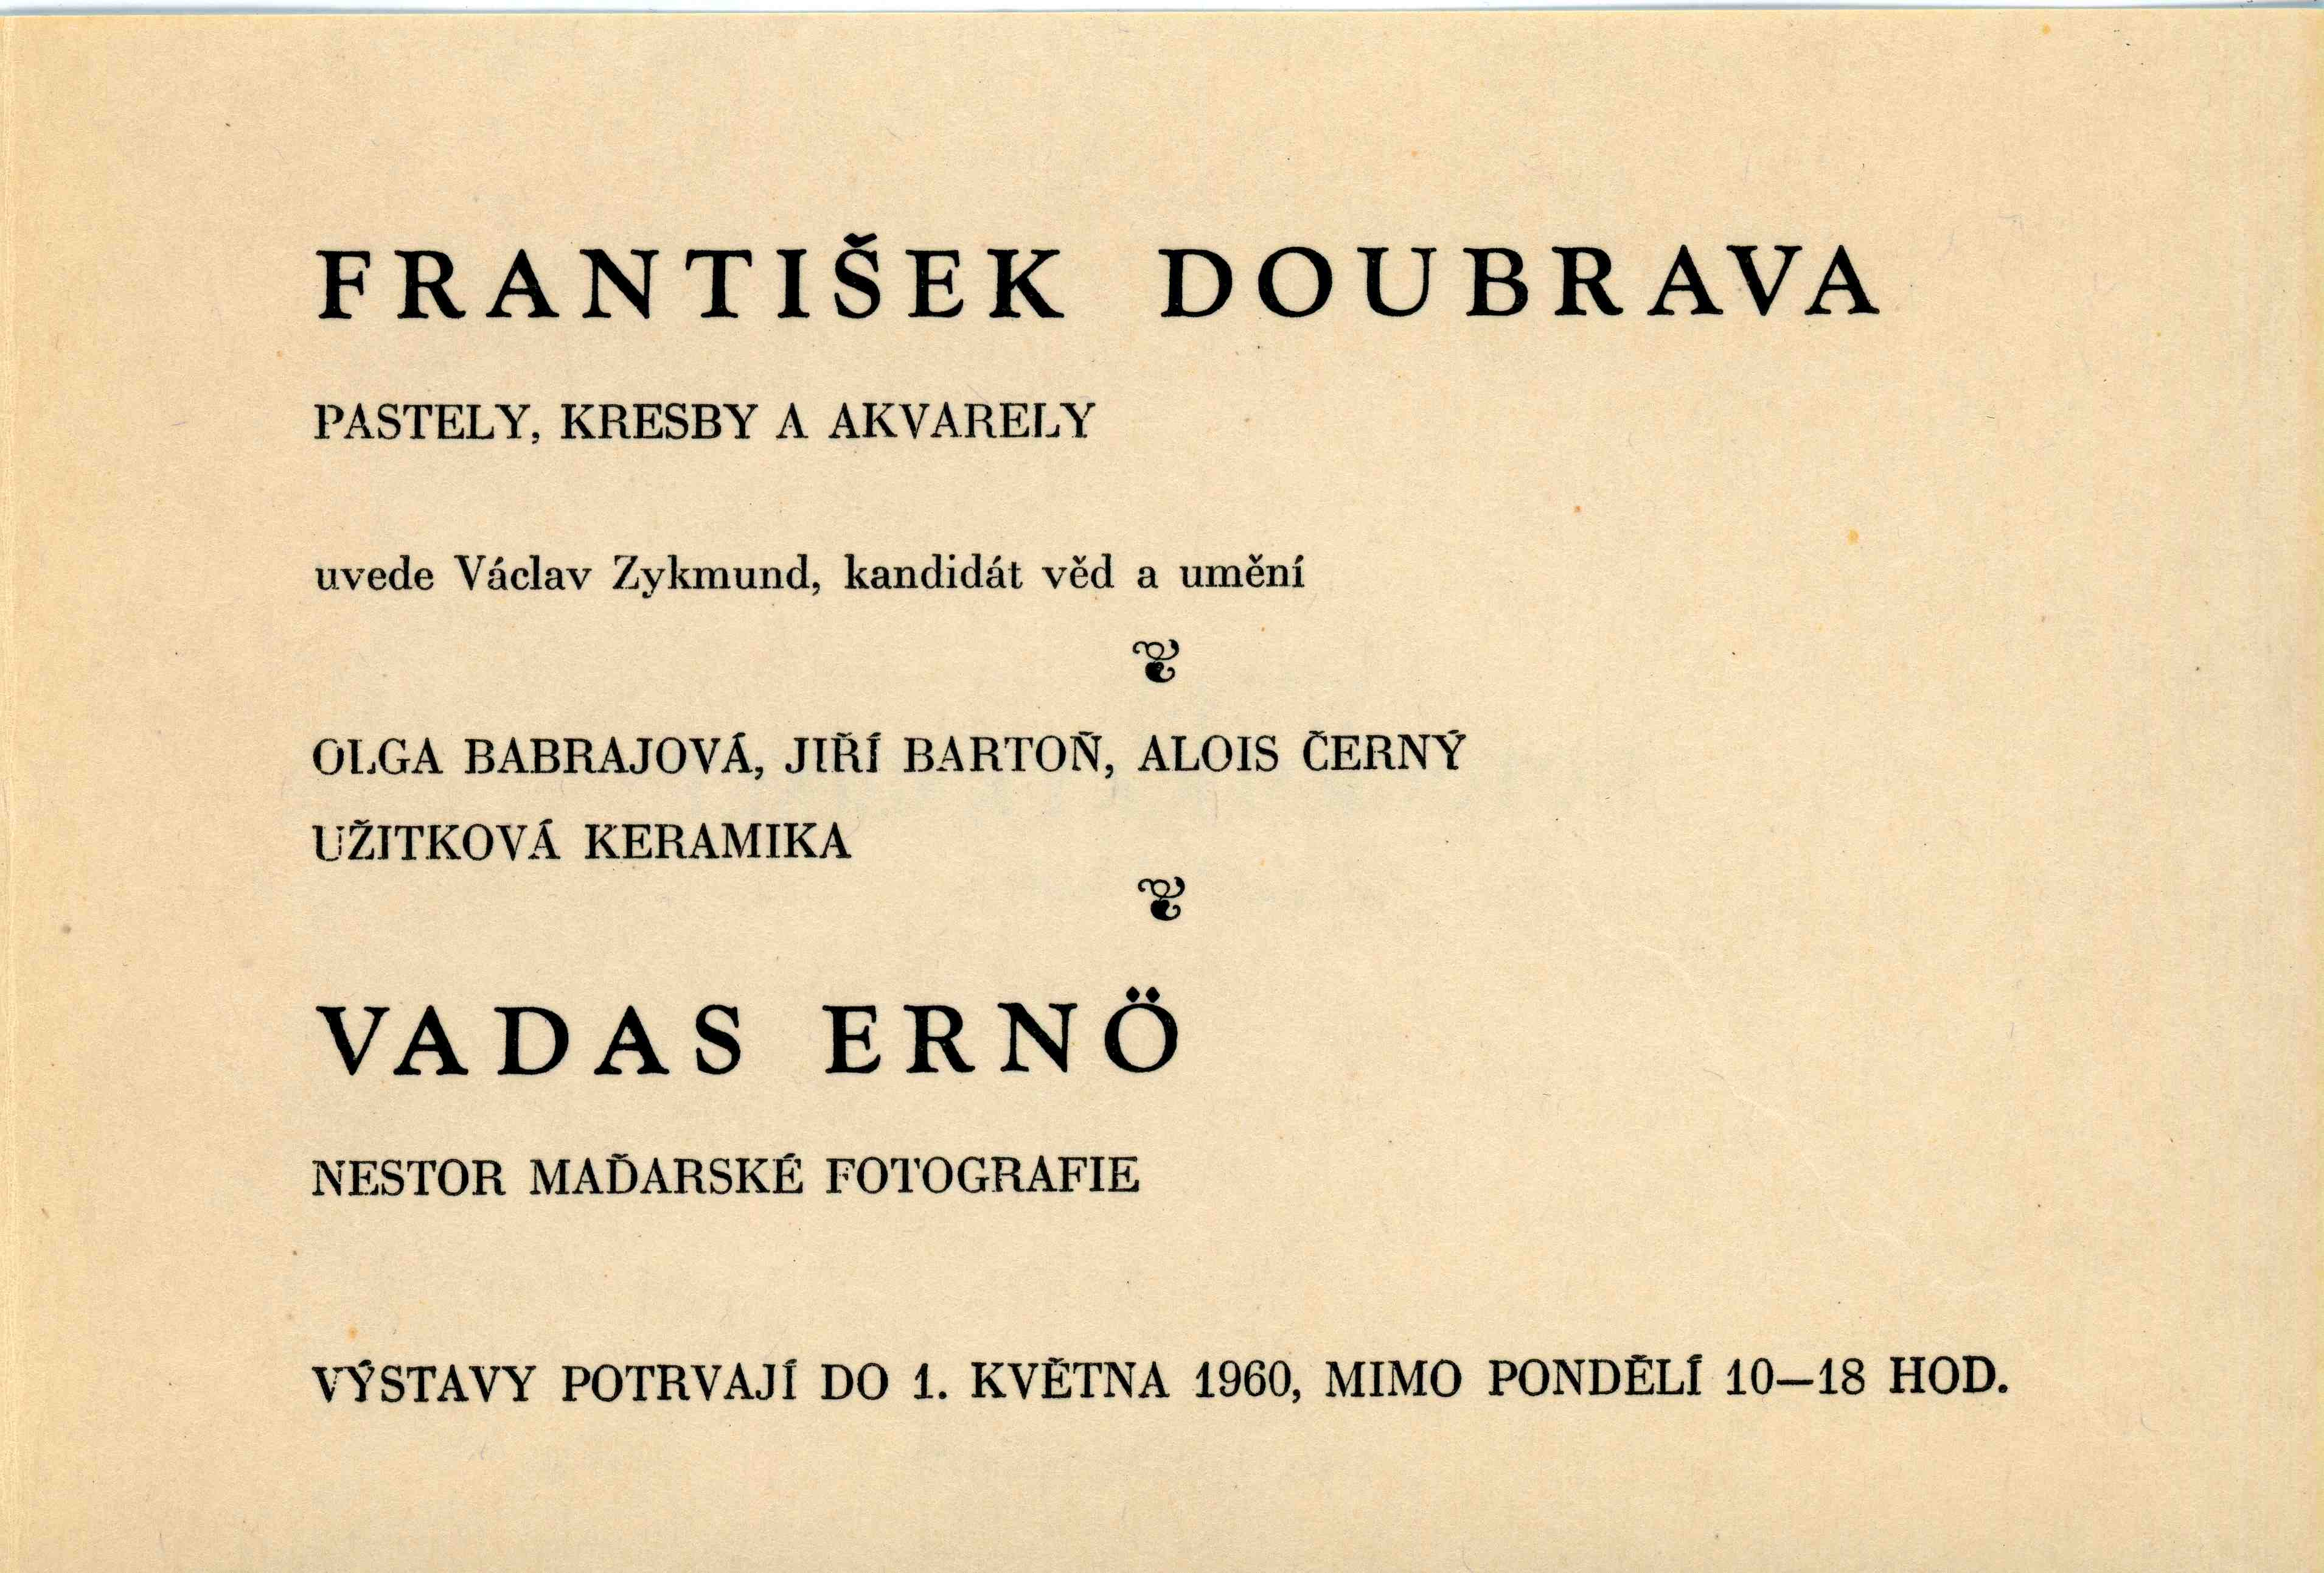 FRANTIŠEK DOUBRAVA
PASTELY, KRESBY A AKVARELY
uvede Václav Zykmund, kandidát věd a umění
OLGA BABRAJOVÁ, JIŘÍ BARTOŇ, ALOIS ČERNÝ
UŽITKOVÁ KERAMIKA
VADAS ERNÖ
NESTOR MAĎARSKÉ FOTOGRAFIE
VÝSTAVY POTRVAJÍ DO 1. KVĚTNA 1960, MIMO PONDĚLÍ 10–18 HOD.